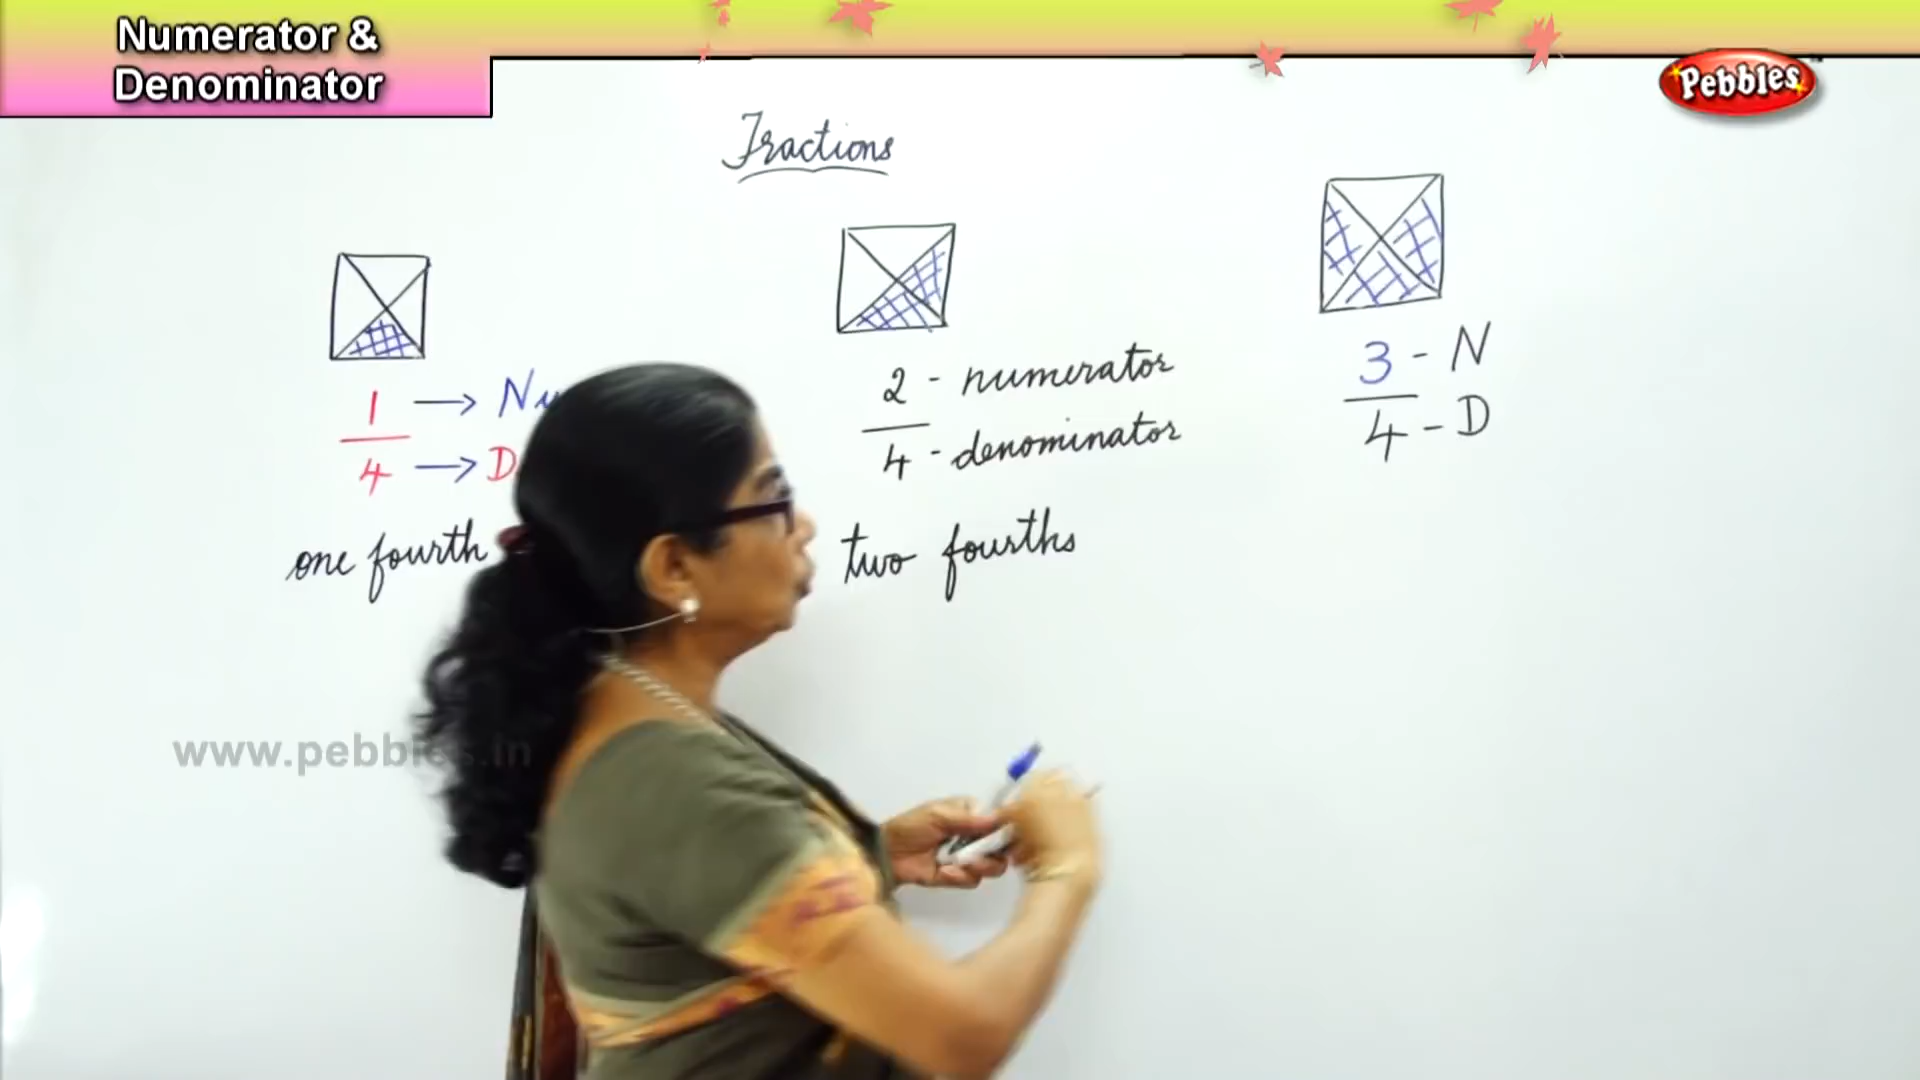 Numerator &
Denominator
Pebbles
Fractions
1 → Nu
4 → D
one fourth
2 - numerator
4 - denominator
two fourths
3 - N
4 - D
www.pebbles.in